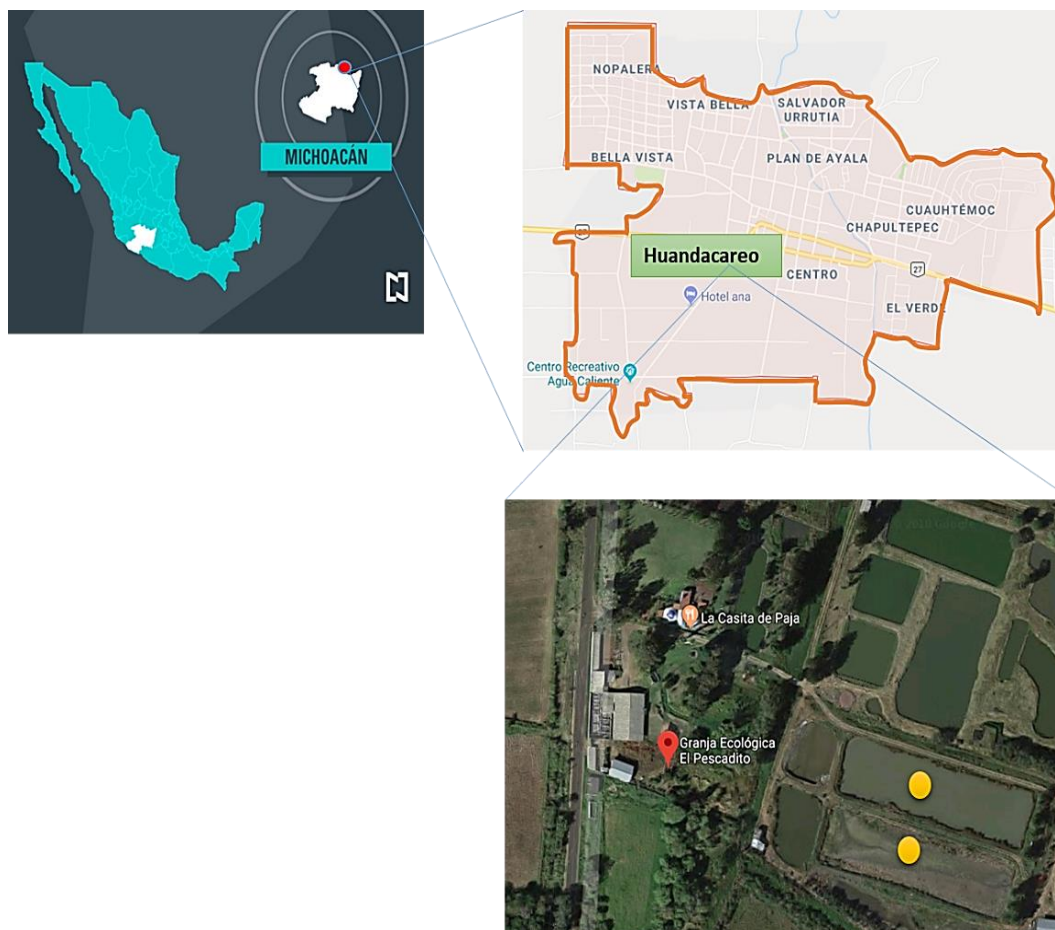 MICHOACÁN
N
NOPALERA
VISTA BELLA
SALVADOR
URRUTIA
BELLA VISTA
PLAN DE AYALA
CUAUHTÉMOC
CHAPULTEPEC
Huandacareo
CENTRO
27
Hotel ana
EL VERDE
Centro Recreativo
Agua Caliente
La Casita de Paja
Granja Ecológica
El Pescadito